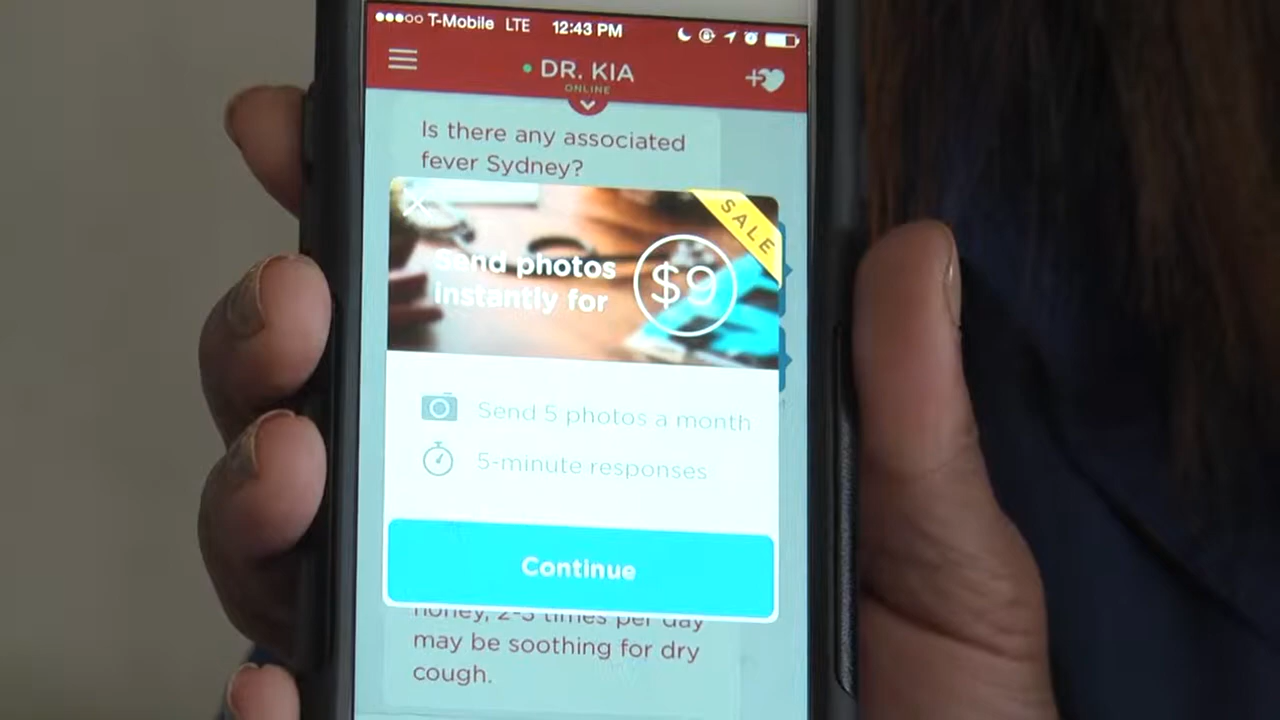 T-Mobile LTE 12:43 PM
DR. KIA
ONLINE
Is there any associated
fever Sydney?
SALE
Send photos
instantly for
$9
Send 5 photos a month
5-minute responses
Continue
honey, 2-3 times per day
may be soothing for dry
cough.